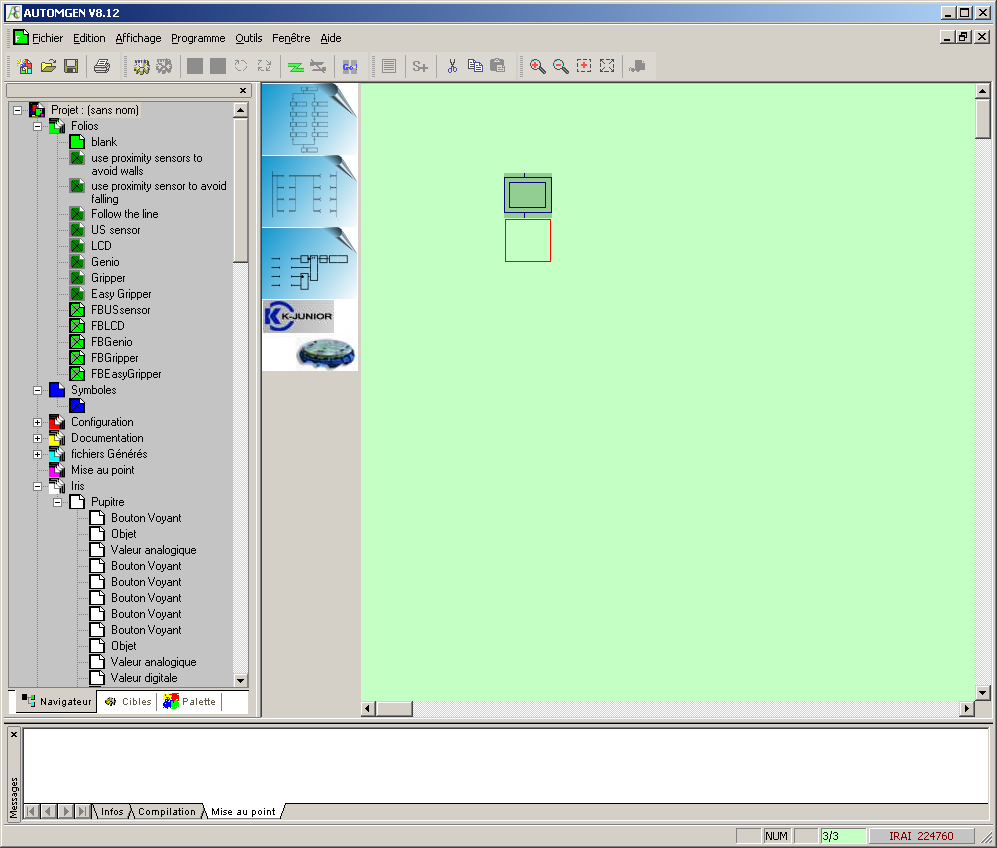 AUTOMGEN V8.12
Fichier Edition Affichage Programme Outils Fenêtre Aide
Go!
S+
Projet : (sans nom)
Folios
blank
use proximity sensors to
avoid walls
use proximity sensor to avoid
falling
Follow the line
US sensor
LCD
Genio
Gripper
Easy Gripper
FBUSsensor
FBLCD
FBGenio
FBGripper
FBEasyGripper
Symboles
Configuration
Documentation
fichiers Générés
Mise au point
Iris
Pupitre
Bouton Voyant
Objet
Valeur analogique
Bouton Voyant
Bouton Voyant
Bouton Voyant
Bouton Voyant
Bouton Voyant
Objet
Valeur analogique
Valeur digitale
Navigateur Cibles Palette
K-JUNIOR
Messages
Infos Compilation Mise au point
NUM 3/3 IRAI 224760